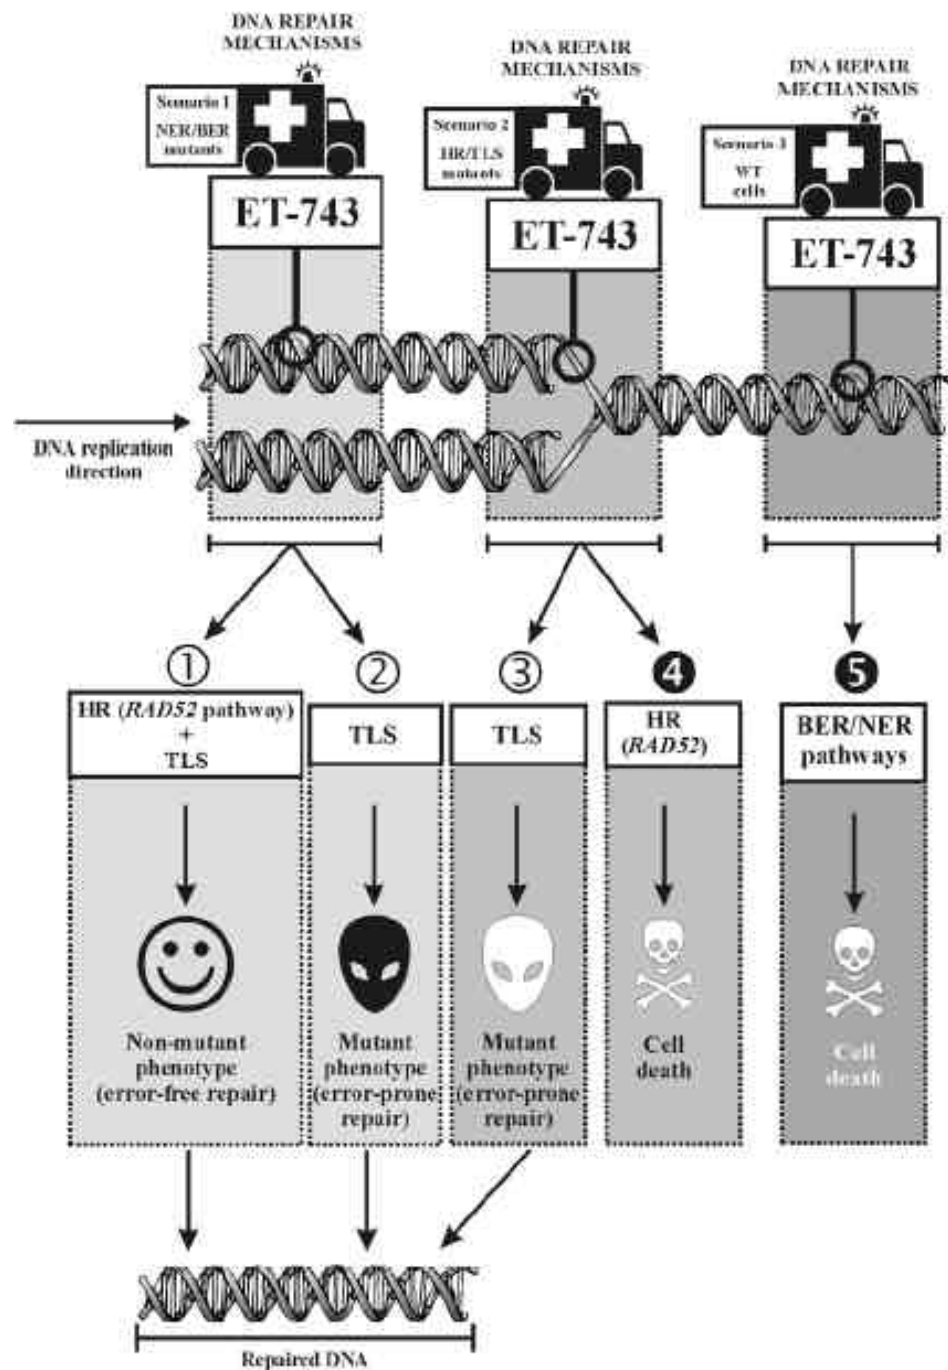 DNA REPAIR
MECHANISMS
Scenario 1
NER/BER
mutants
ET-743
DNA REPAIR
MECHANISMS
Scenario 2
HR/TLS
mutants
ET-743
DNA REPAIR
MECHANISMS
Scenario 3
WT
cells
ET-743
DNA replication
direction
1
HR (RAD52 pathway)
+
TLS
Non-mutant
phenotype
(error-free repair)
2
TLS
Mutant
phenotype
(error-prone
repair)
3
TLS
Mutant
phenotype
(error-prone
repair)
4
HR
(RAD52)
Cell
death
5
BER/NER
pathways
Cell
death
Repaired DNA